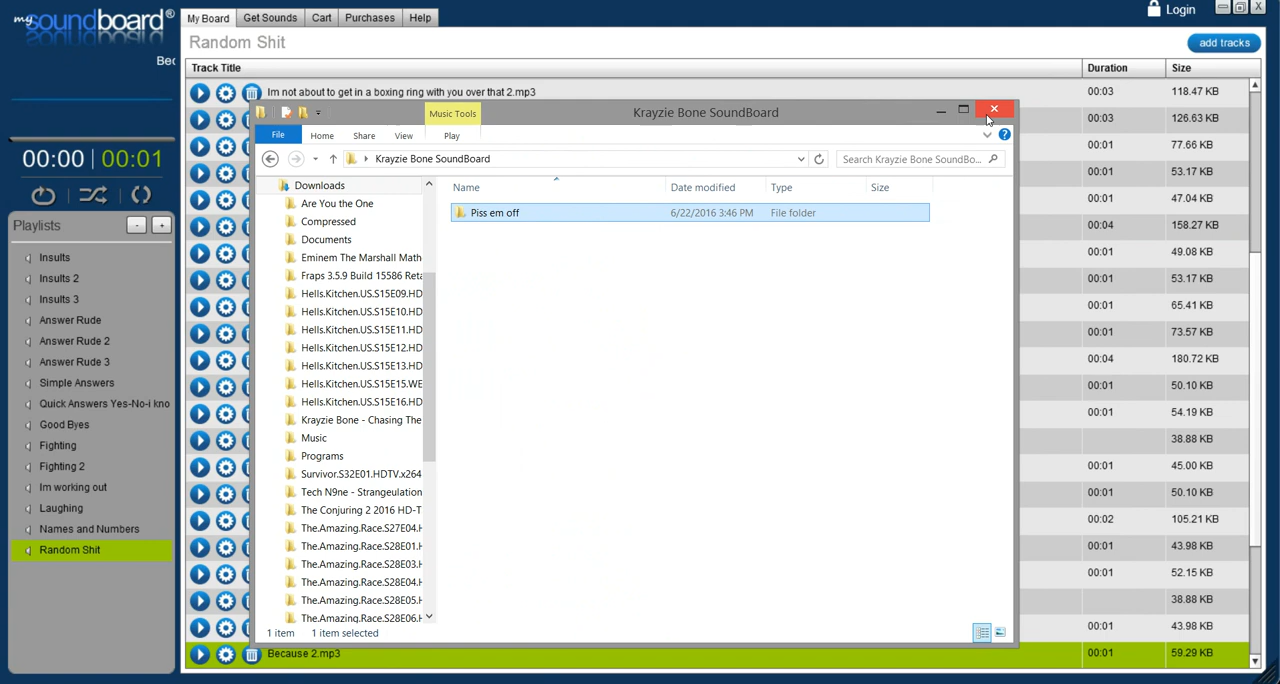 my soundboard®
My Board Get Sounds Cart Purchases Help
Login
Random Shit
add tracks
Track Title Duration Size
Im not about to get in a boxing ring with you over that 2.mp3 00:03 118.47 KB
00:03 126.63 KB
00:01 77.66 KB
00:01 53.17 KB
00:01 47.04 KB
00:04 158.27 KB
00:01 49.08 KB
00:01 53.17 KB
00:01 65.41 KB
00:01 73.57 KB
00:04 180.72 KB
00:01 50.10 KB
00:01 54.19 KB
38.88 KB
00:01 45.00 KB
00:01 50.10 KB
00:02 105.21 KB
00:01 43.98 KB
00:01 52.15 KB
38.88 KB
00:01 43.98 KB
Because 2.mp3 00:01 59.29 KB
Bec
00:00 | 00:01
Playlists - +
Insults
Insults 2
Insults 3
Answer Rude
Answer Rude 2
Answer Rude 3
Simple Answers
Quick Answers Yes-No-i kno
Good Byes
Fighting
Fighting 2
Im working out
Laughing
Names and Numbers
Random Shit
Music Tools
Krayzie Bone SoundBoard
File Home Share View Play
Krayzie Bone SoundBoard
Search Krayzie Bone SoundBo...
Name Date modified Type Size
Piss em off 6/22/2016 3:46 PM File folder
Downloads
Are You the One
Compressed
Documents
Eminem The Marshall Math
Fraps 3.5.9 Build 15586 Reta
Hells.Kitchen.US.S15E09.HD
Hells.Kitchen.US.S15E10.HD
Hells.Kitchen.US.S15E11.HD
Hells.Kitchen.US.S15E12.HD
Hells.Kitchen.US.S15E13.HD
Hells.Kitchen.US.S15E15.WE
Hells.Kitchen.US.S15E16.HD
Krayzie Bone - Chasing The
Music
Programs
Survivor.S32E01.HDTV.x264
Tech N9ne - Strangeulation
The Conjuring 2 2016 HD-T
The.Amazing.Race.S27E04.H
The.Amazing.Race.S28E01.H
The.Amazing.Race.S28E03.H
The.Amazing.Race.S28E04.H
The.Amazing.Race.S28E05.H
The.Amazing.Race.S28E06.H
1 item 1 item selected